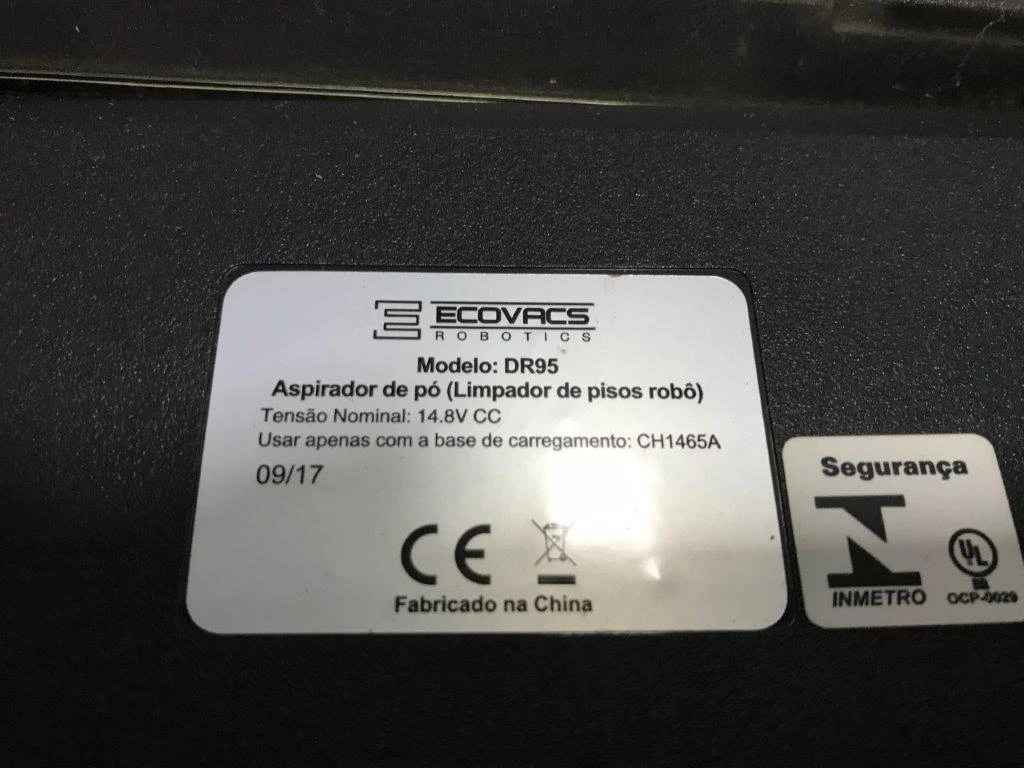 ECOVACS
ROBOTICS
Modelo: DR95
Aspirador de pó (Limpador de pisos robô)
Tensão Nominal: 14.8V CC
Usar apenas com a base de carregamento: CH1465A
09/17
CE
Fabricado na China
Segurança
UL
INMETRO OCP-0029